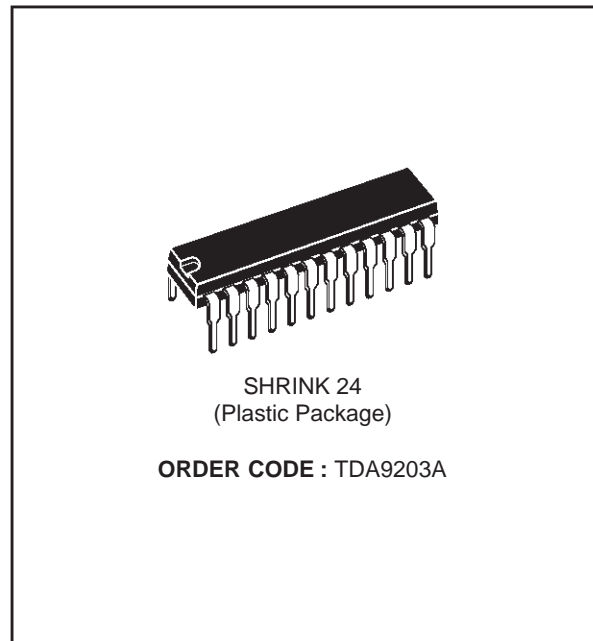 SHRINK 24
(Plastic Package)
ORDER CODE : TDA9203A